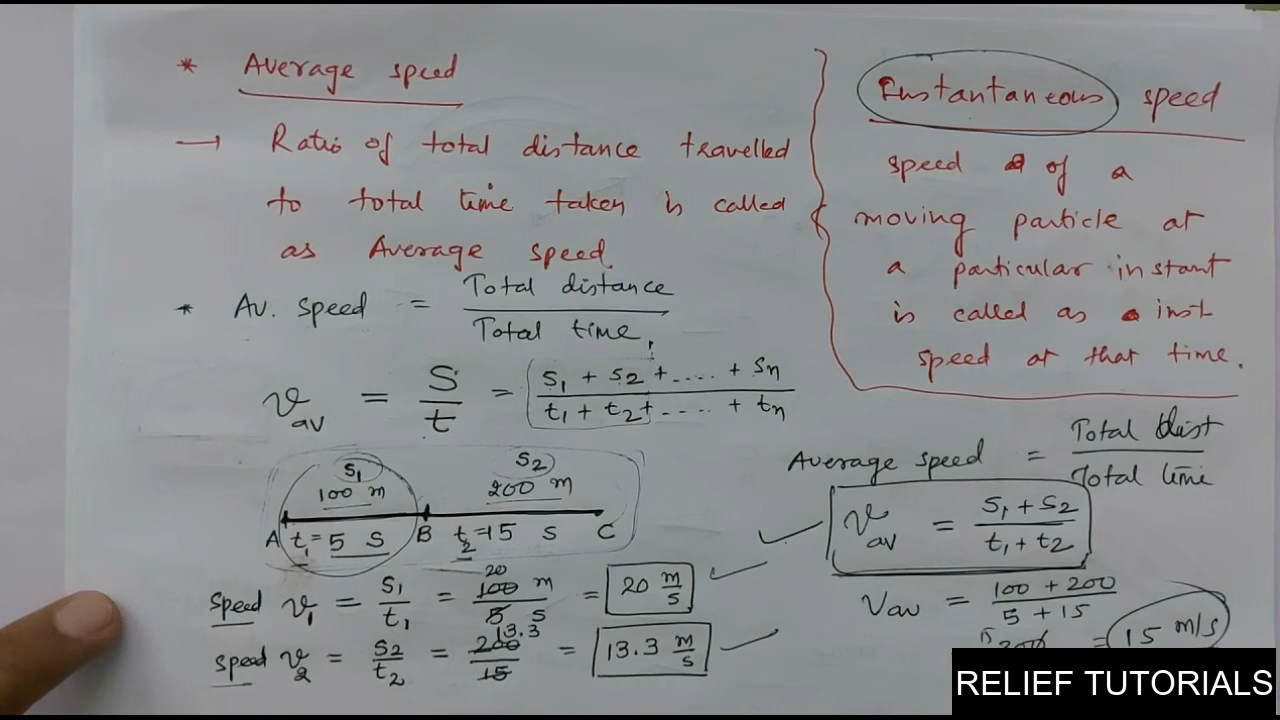 * Average speed
→ Ratio of total distance travelled
to total time taken is called
as Average speed.
* Av. speed = Total distance / Total time.
v_av = S/t = (s₁ + s₂ + .... + sₙ) / (t₁ + t₂ + .... + tₙ)
s₁ s₂
100 m 200 m
A t₁ = 5 s B t₂ = 15 s C
speed v₁ = s₁/t₁ = 100 m / 5 s = 20 m/s
20
speed v₂ = s₂/t₂ = 200/15 = 13.3 m/s
13.3
Instantaneous speed
speed of a
moving particle at
a particular instant
is called as inst
speed at that time.
Average speed = Total dist / Total time
v_av = (s₁ + s₂) / (t₁ + t₂)
Vav = (100 + 200) / (5 + 15)
= 15 m/s
RELIEF TUTORIALS